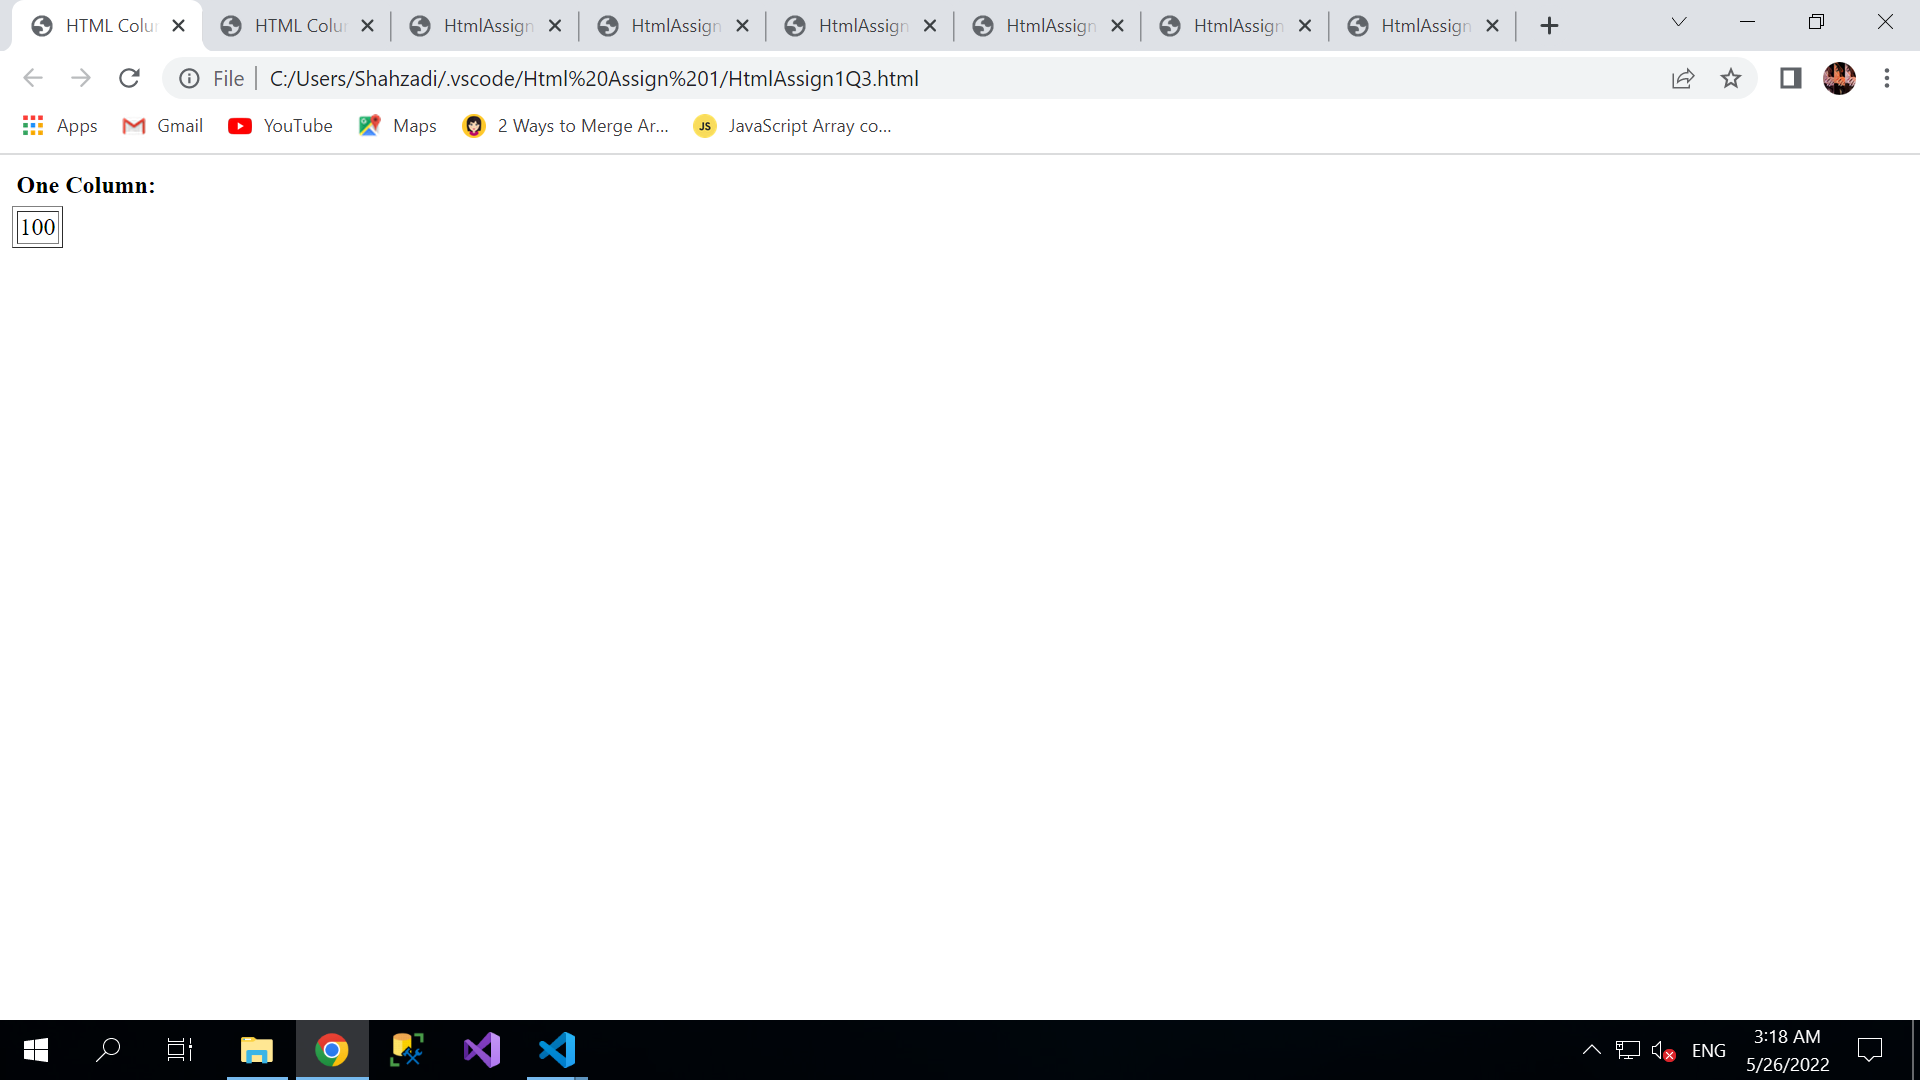 HTML Colu HTML Colu HtmlAssign HtmlAssign HtmlAssign HtmlAssign HtmlAssign HtmlAssign
File C:/Users/Shahzadi/.vscode/Html%20Assign%201/HtmlAssign1Q3.html
Apps Gmail YouTube Maps 2 Ways to Merge Ar... JS JavaScript Array co...
One Column:
100
ENG 3:18 AM
5/26/2022